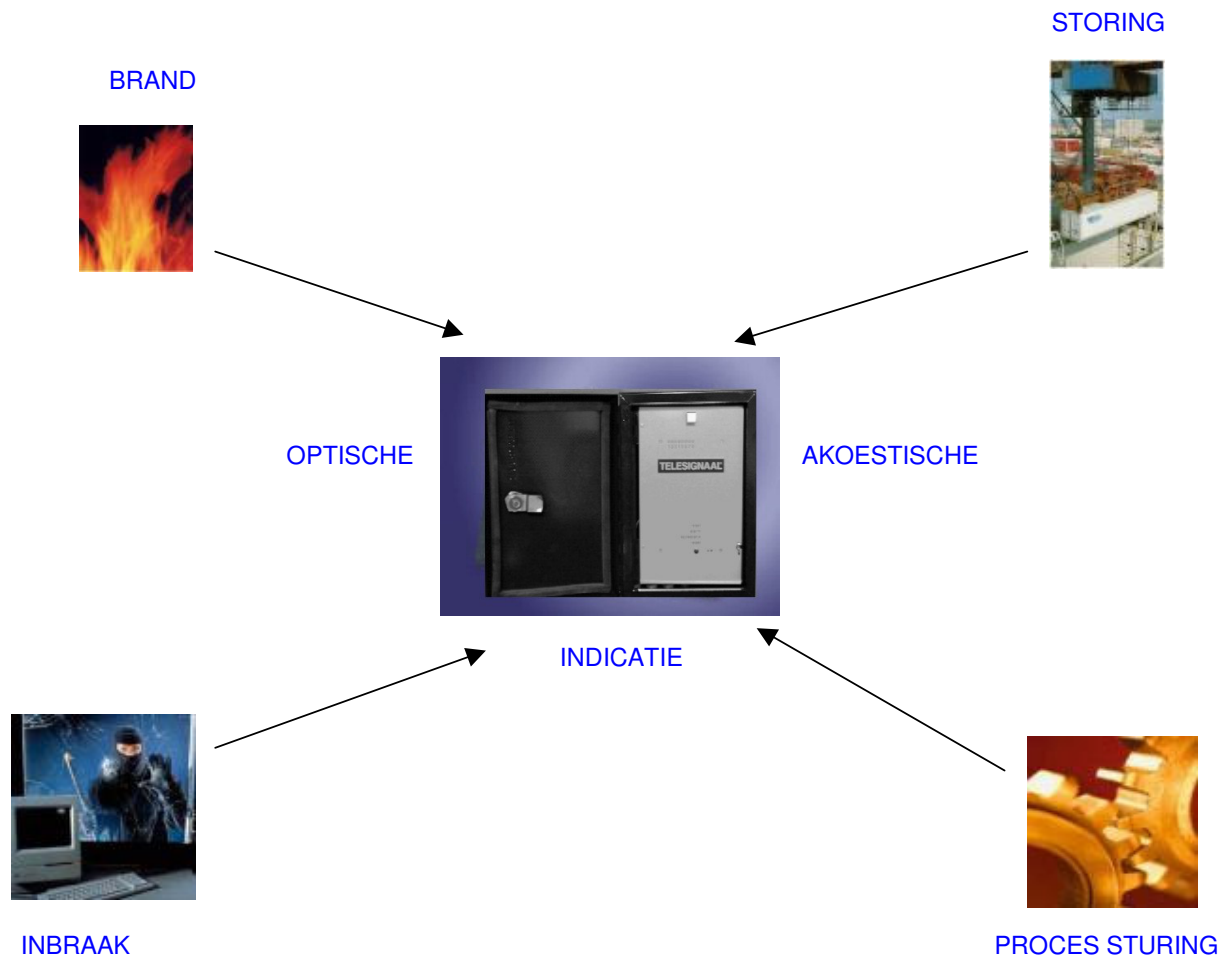 STORING
BRAND
OPTISCHE
AKOESTISCHE
TELESIGNAAL
INDICATIE
INBRAAK
PROCES STURING